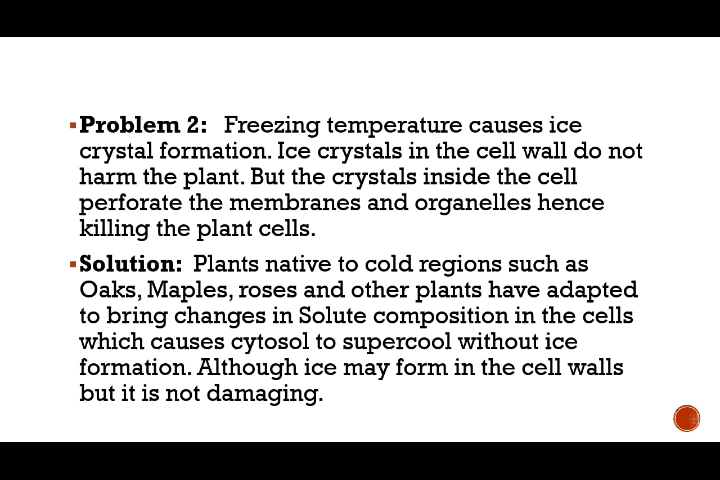 ▪Problem 2: Freezing temperature causes ice
crystal formation. Ice crystals in the cell wall do not
harm the plant. But the crystals inside the cell
perforate the membranes and organelles hence
killing the plant cells.
▪Solution: Plants native to cold regions such as
Oaks, Maples, roses and other plants have adapted
to bring changes in Solute composition in the cells
which causes cytosol to supercool without ice
formation. Although ice may form in the cell walls
but it is not damaging.